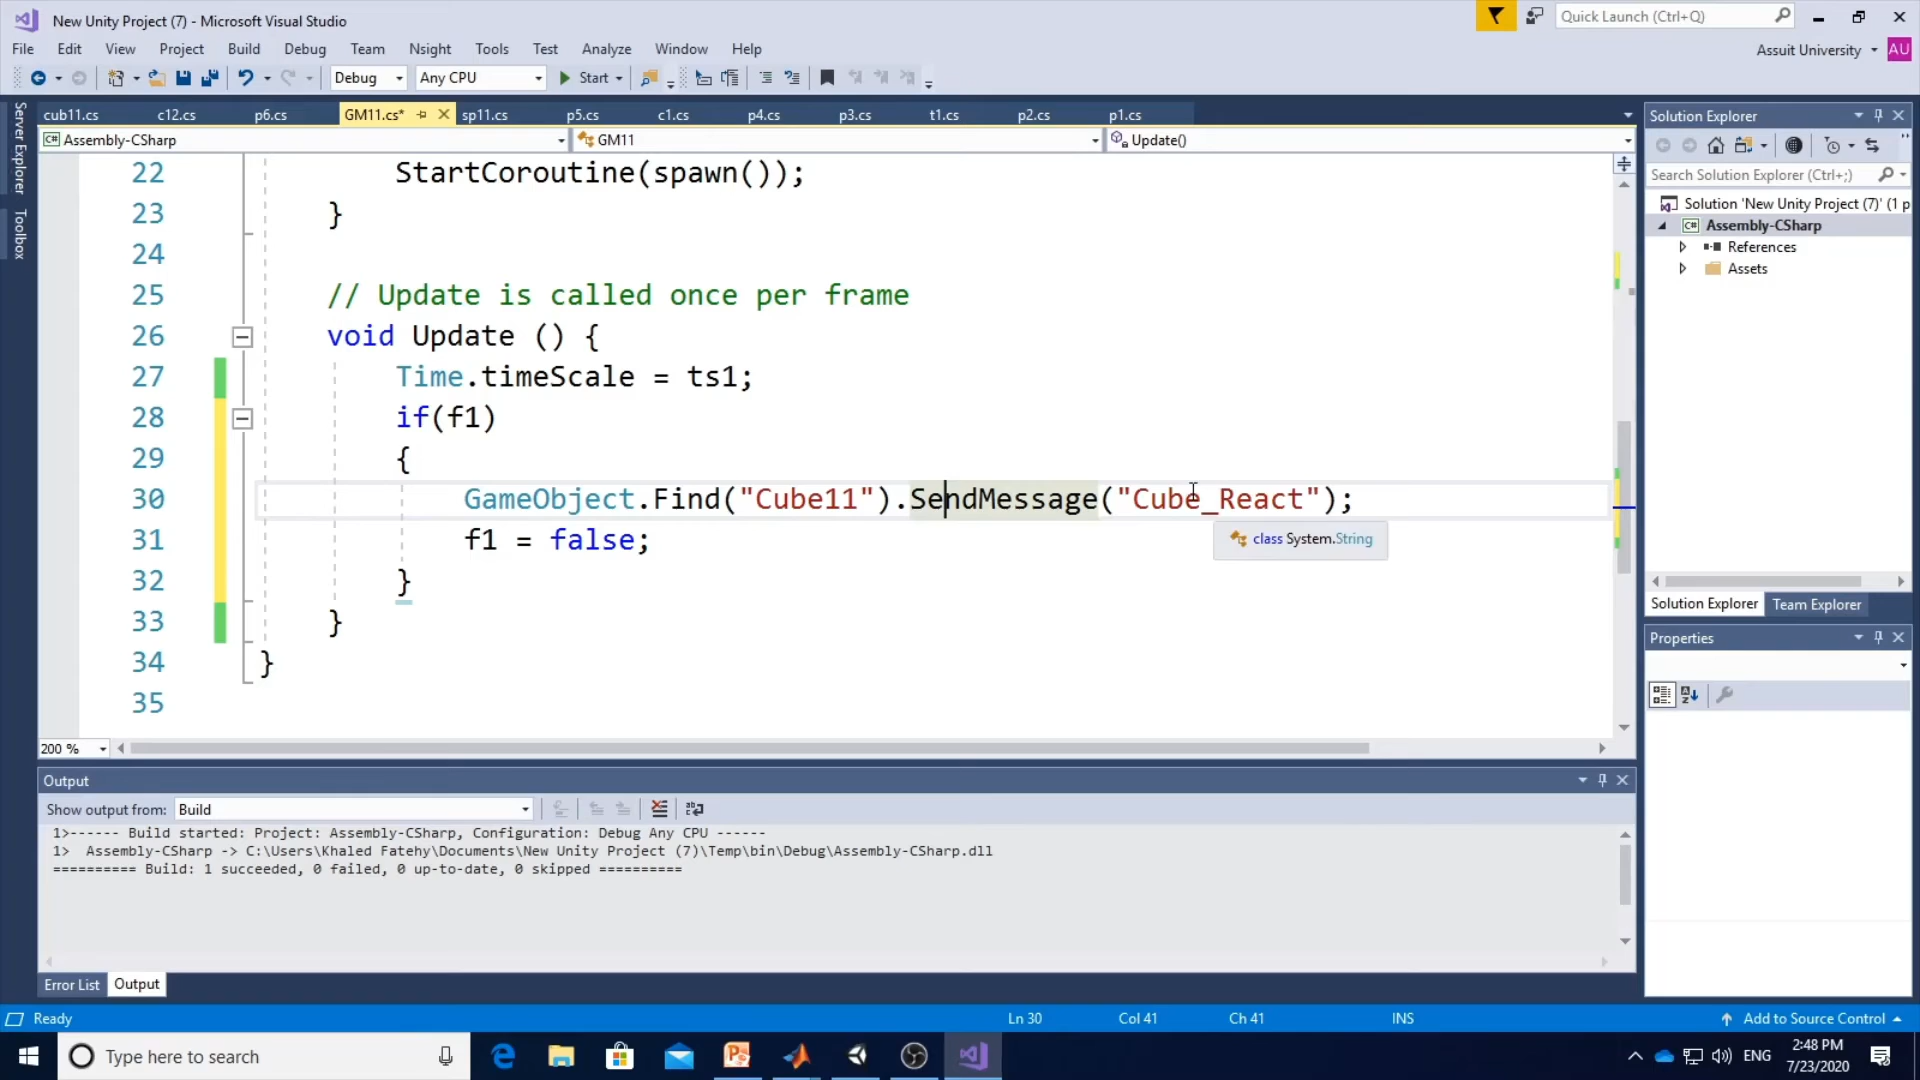 New Unity Project (7) - Microsoft Visual Studio
Quick Launch (Ctrl+Q)
File Edit View Project Build Debug Team Nsight Tools Test Analyze Window Help
Assuit University AU
Debug Any CPU Start
Server Explorer
Toolbox
cub11.cs c12.cs p6.cs GM11.cs* sp11.cs p5.cs c1.cs p4.cs p3.cs t1.cs p2.cs p1.cs
C# Assembly-CSharp GM11 Update()
22 StartCoroutine(spawn());
23 }
24
25 // Update is called once per frame
26 void Update () {
27 Time.timeScale = ts1;
28 if(f1)
29 {
30 GameObject.Find("Cube11").SendMessage("Cube_React");
class System.String
31 f1 = false;
32 }
33 }
34 }
35
200 %
Solution Explorer
Search Solution Explorer (Ctrl+;)
Solution 'New Unity Project (7)' (1 p
C# Assembly-CSharp
References
Assets
Solution Explorer Team Explorer
Properties
Output
Show output from: Build
1>------ Build started: Project: Assembly-CSharp, Configuration: Debug Any CPU ------
1> Assembly-CSharp -> C:\Users\Khaled Fatehy\Documents\New Unity Project (7)\Temp\bin\Debug\Assembly-CSharp.dll
========== Build: 1 succeeded, 0 failed, 0 up-to-date, 0 skipped ==========
Error List Output
Ready Ln 30 Col 41 Ch 41 INS Add to Source Control
Type here to search
ENG 2:48 PM
7/23/2020